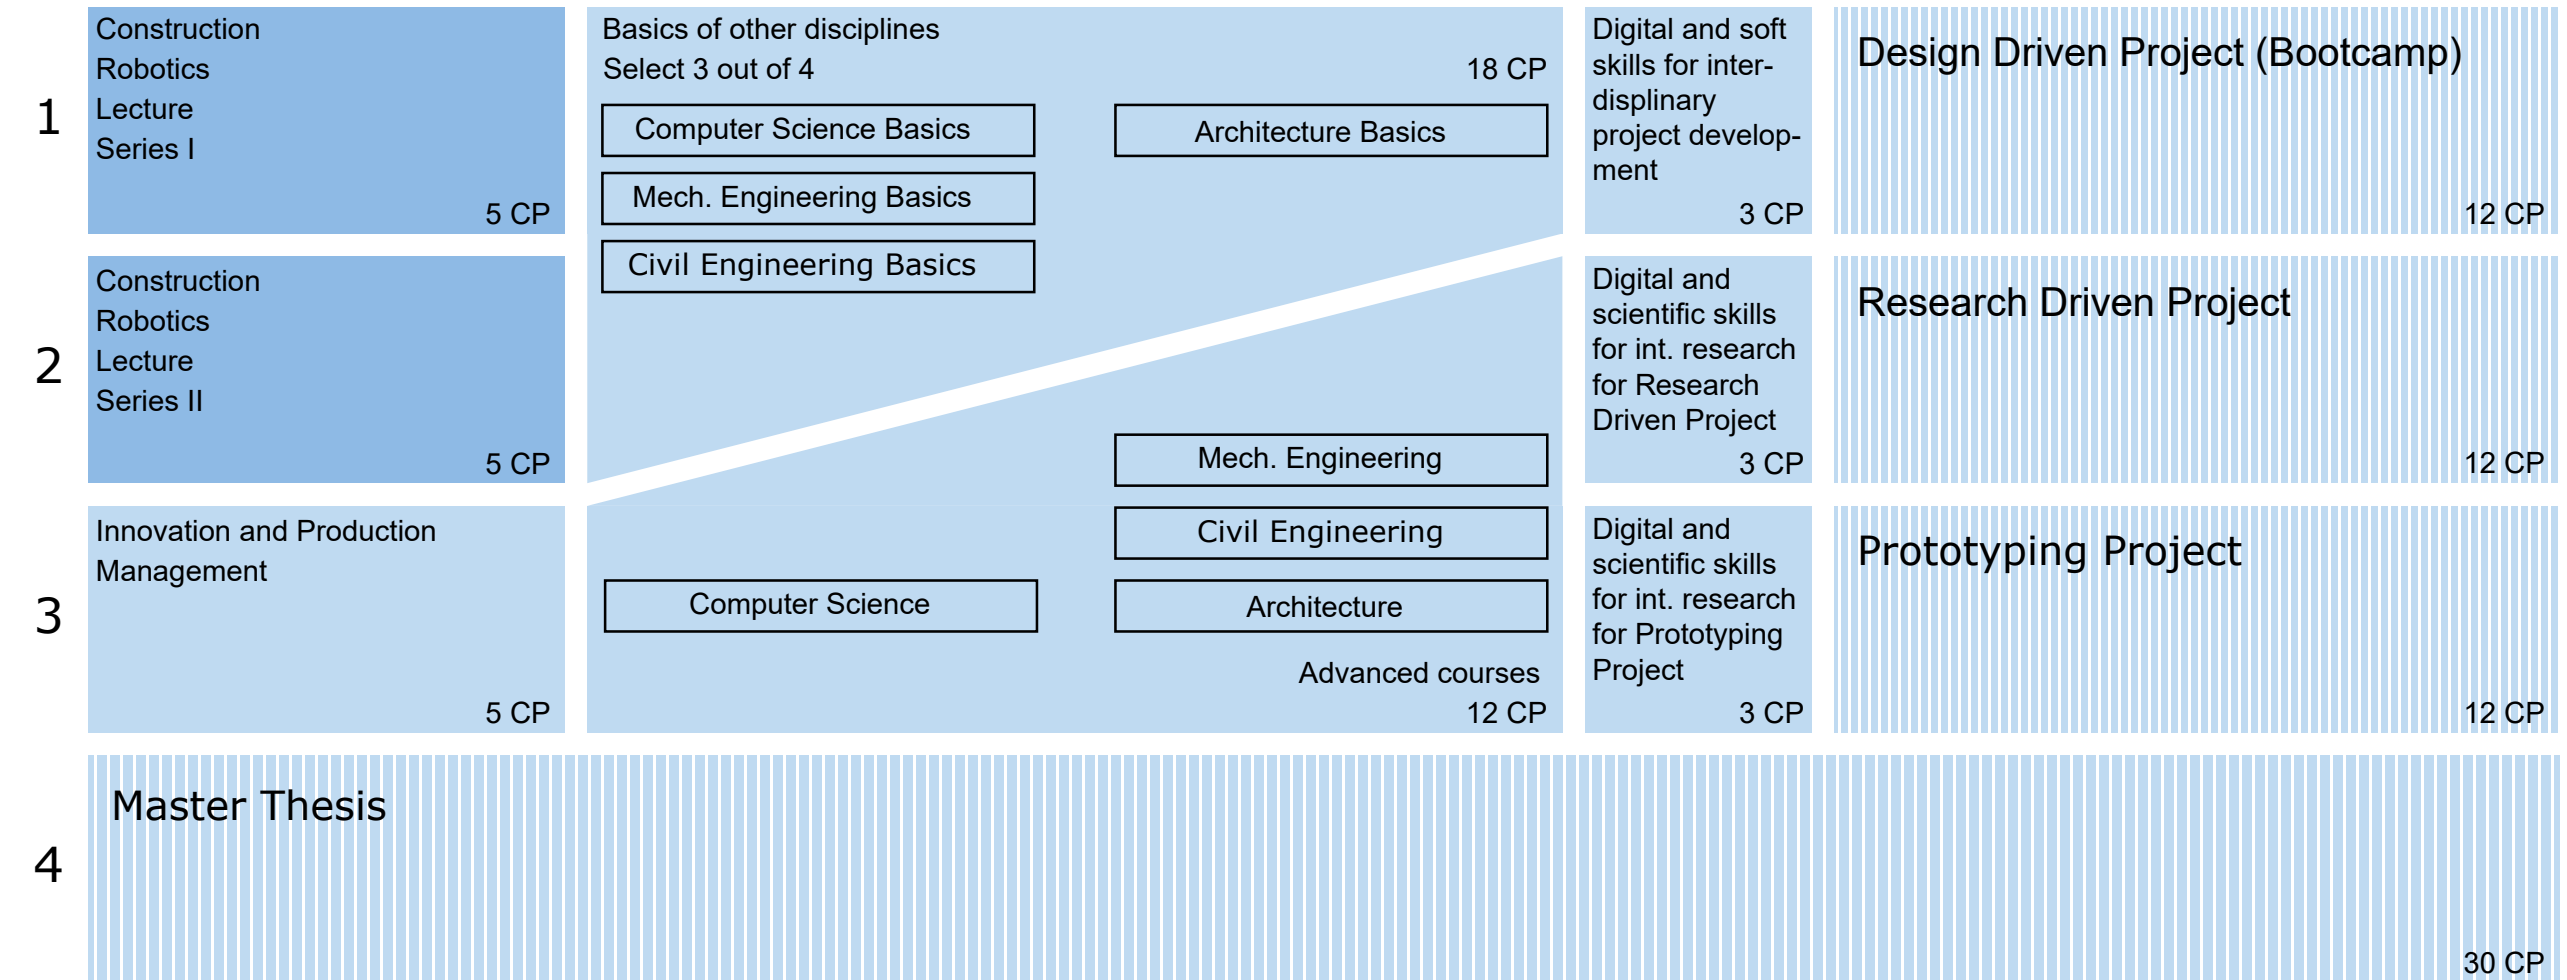 1
Construction
Robotics
Lecture
Series I
5 CP
Basics of other disciplines
Select 3 out of 4
18 CP
Computer Science Basics
Architecture Basics
Mech. Engineering Basics
Civil Engineering Basics
Digital and soft
skills for inter-
displinary
project develop-
ment
3 CP
Design Driven Project (Bootcamp)
12 CP
2
Construction
Robotics
Lecture
Series II
5 CP
Mech. Engineering
Civil Engineering
Computer Science
Architecture
Advanced courses
12 CP
Digital and
scientific skills
for int. research
for Research
Driven Project
3 CP
Research Driven Project
12 CP
3
Innovation and Production
Management
5 CP
Digital and
scientific skills
for int. research
for Prototyping
Project
3 CP
Prototyping Project
12 CP
4
Master Thesis
30 CP